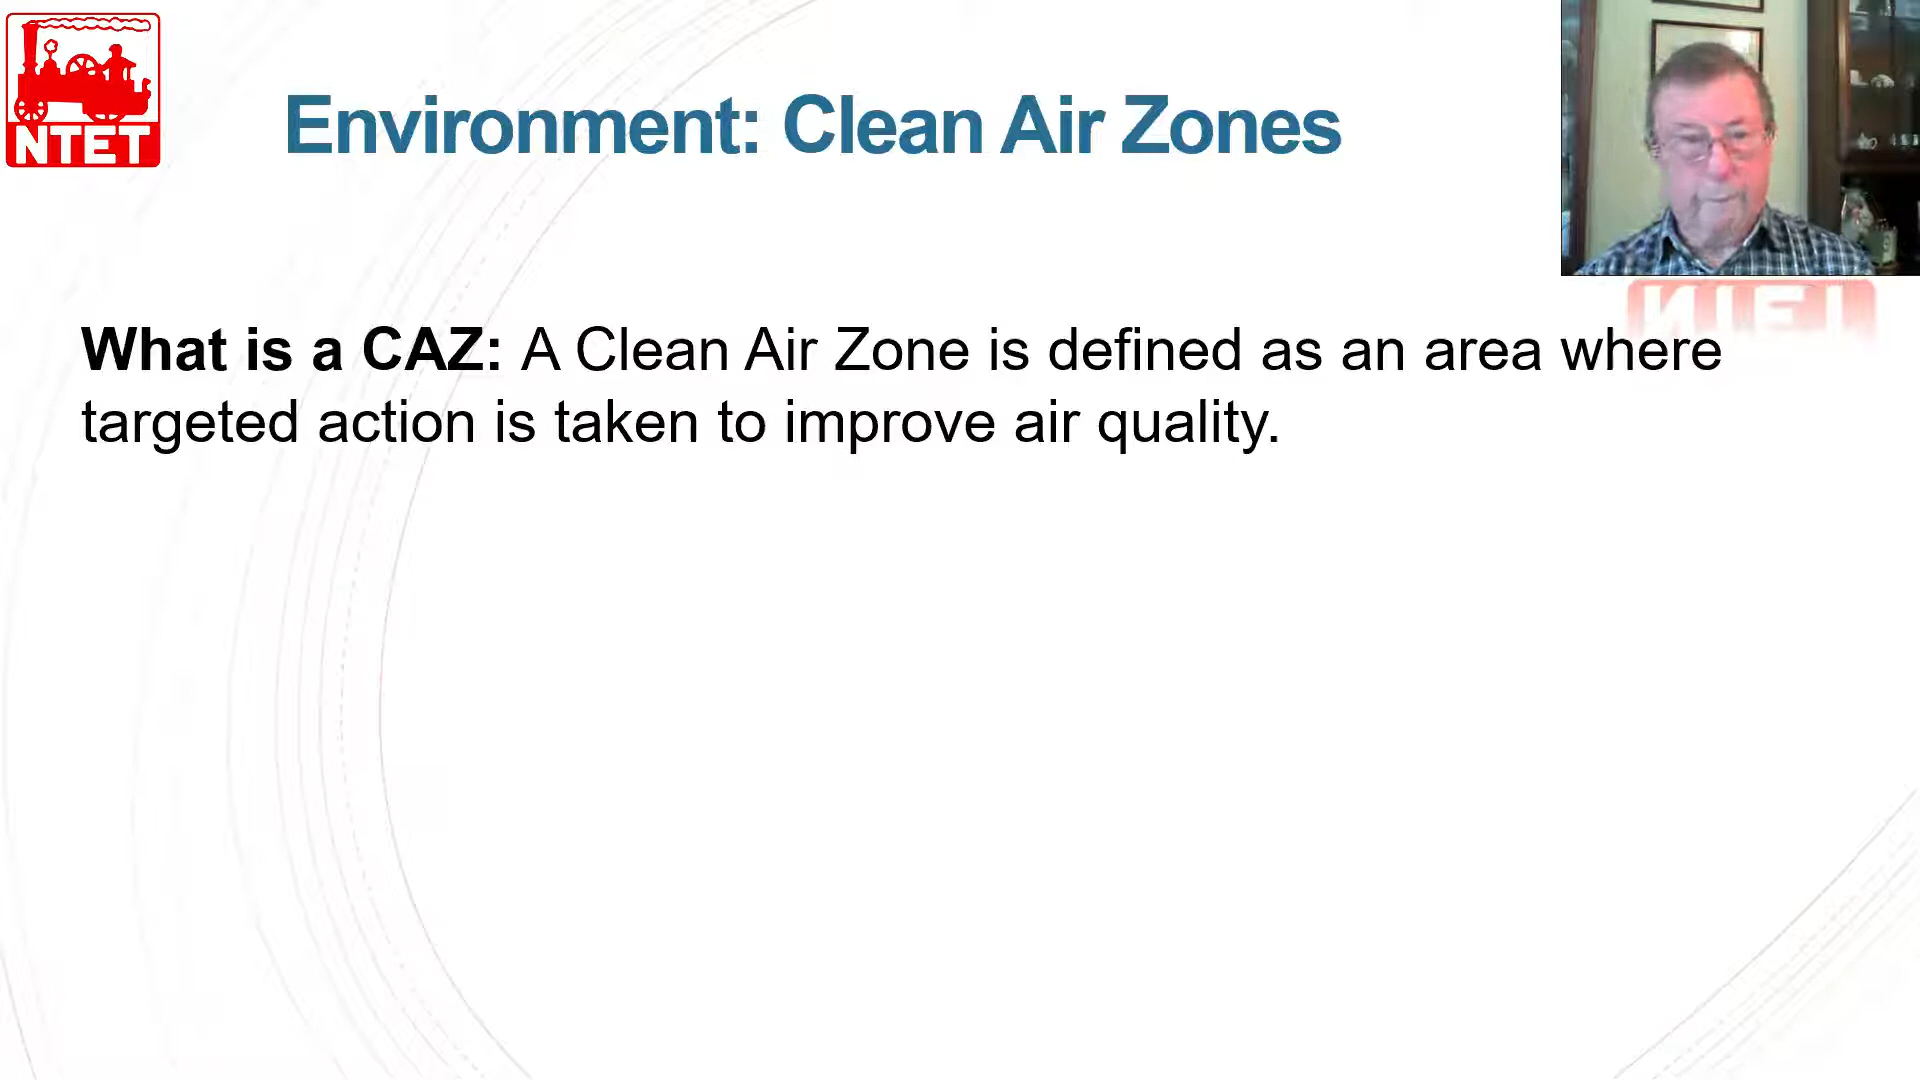 NTET
Environment: Clean Air Zones
What is a CAZ: A Clean Air Zone is defined as an area where
targeted action is taken to improve air quality.
NTET